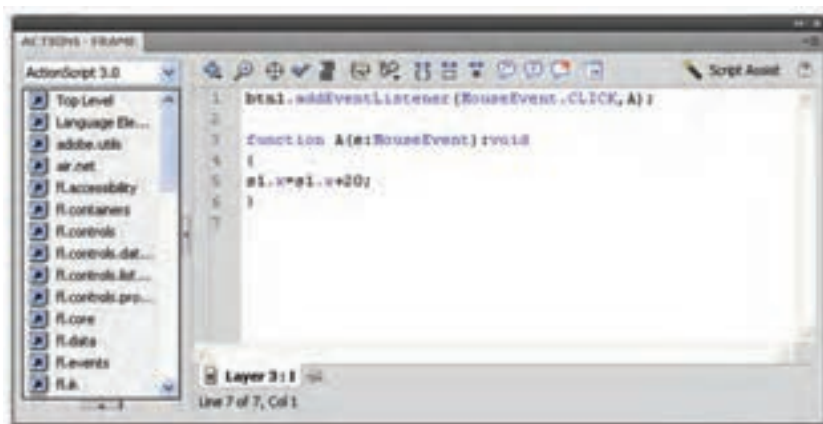 ACTIONS - FRAME
ActionScript 3.0
Script Assist
Top Level
Language Ele...
adobe.utils
air.net
fl.accessibility
fl.containers
fl.controls
fl.controls.dat...
fl.controls.list...
fl.controls.pro...
fl.core
fl.data
fl.events
fl.ik
1 btn1.addEventListener(MouseEvent.CLICK,A);
2
3 function A(e:MouseEvent):void
4 {
5
6 }
7
Layer 3 : 1
Line 7 of 7, Col 1